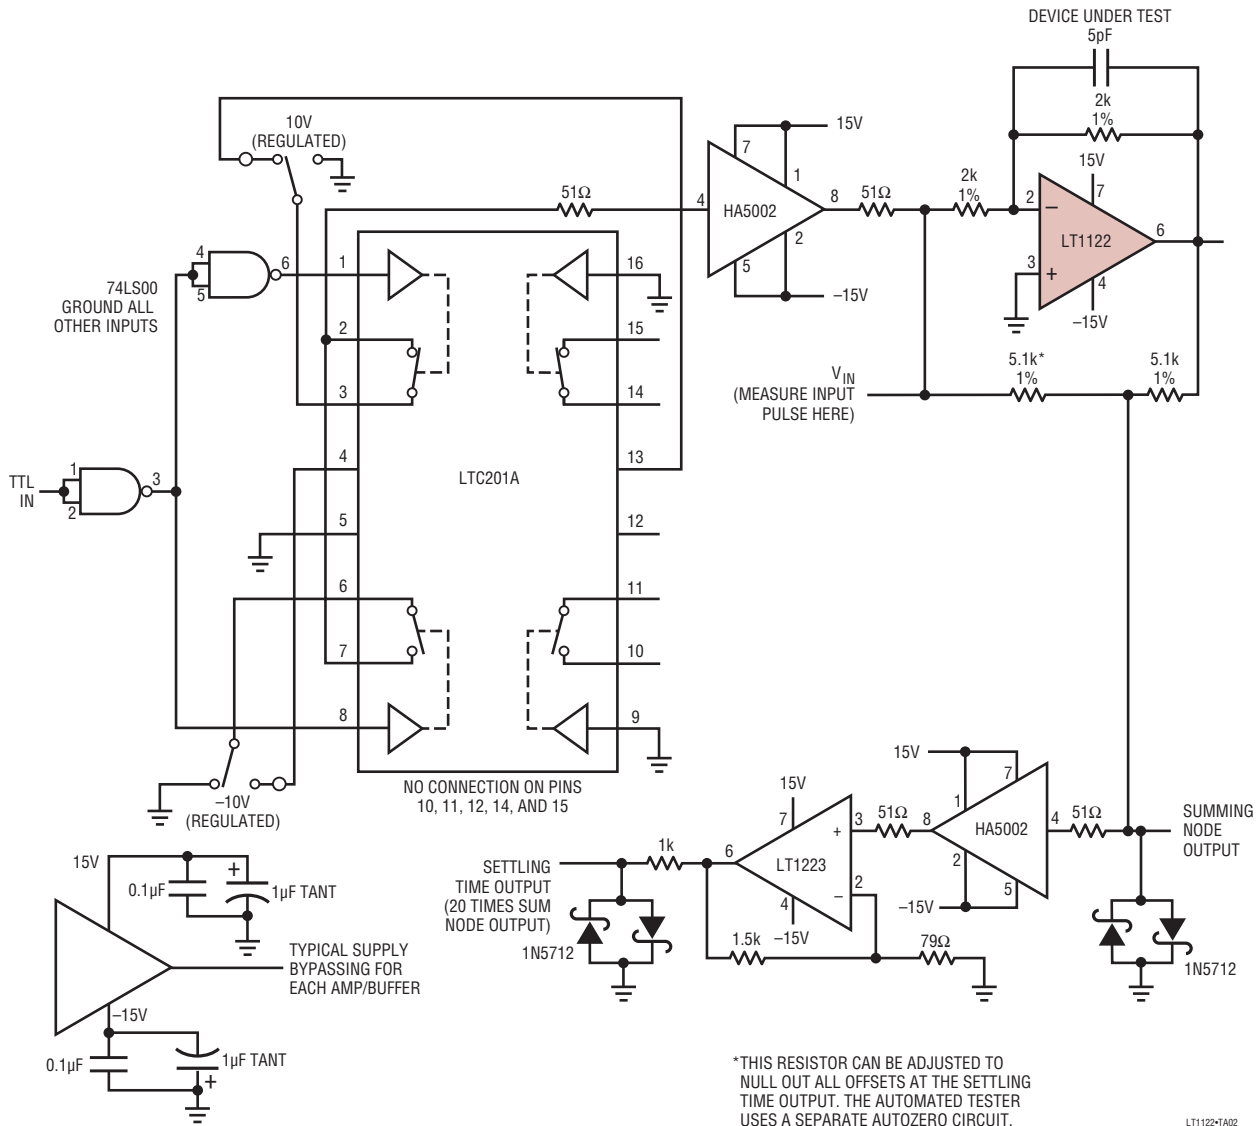 DEVICE UNDER TEST
5pF
2k
1%
10V
(REGULATED)
15V
7
1
4
HA5002
8
2
5
–15V
51Ω
51Ω
2k
1%
15V
7
2
–
LT1122
6
3
+
4
–15V
4
5
6
74LS00
GROUND ALL
OTHER INPUTS
1
16
2
15
3
14
4
13
LTC201A
TTL
IN
1
2
3
5
12
6
11
7
10
8
9
V_IN
(MEASURE INPUT
PULSE HERE)
5.1k*
1%
5.1k
1%
–10V
(REGULATED)
NO CONNECTION ON PINS
10, 11, 12, 14, AND 15
15V
7
1
8
HA5002
4
2
5
–15V
51Ω
51Ω
SUMMING
NODE
OUTPUT
15V
7
+
3
6
LT1223
2
–
4
–15V
1k
SETTLING
TIME OUTPUT
(20 TIMES SUM
NODE OUTPUT)
1N5712
1.5k
79Ω
1N5712
15V
0.1µF
+
1µF TANT
TYPICAL SUPPLY
BYPASSING FOR
EACH AMP/BUFFER
–15V
0.1µF
1µF TANT
+
*THIS RESISTOR CAN BE ADJUSTED TO
NULL OUT ALL OFFSETS AT THE SETTLING
TIME OUTPUT. THE AUTOMATED TESTER
USES A SEPARATE AUTOZERO CIRCUIT.
LT1122•TA02